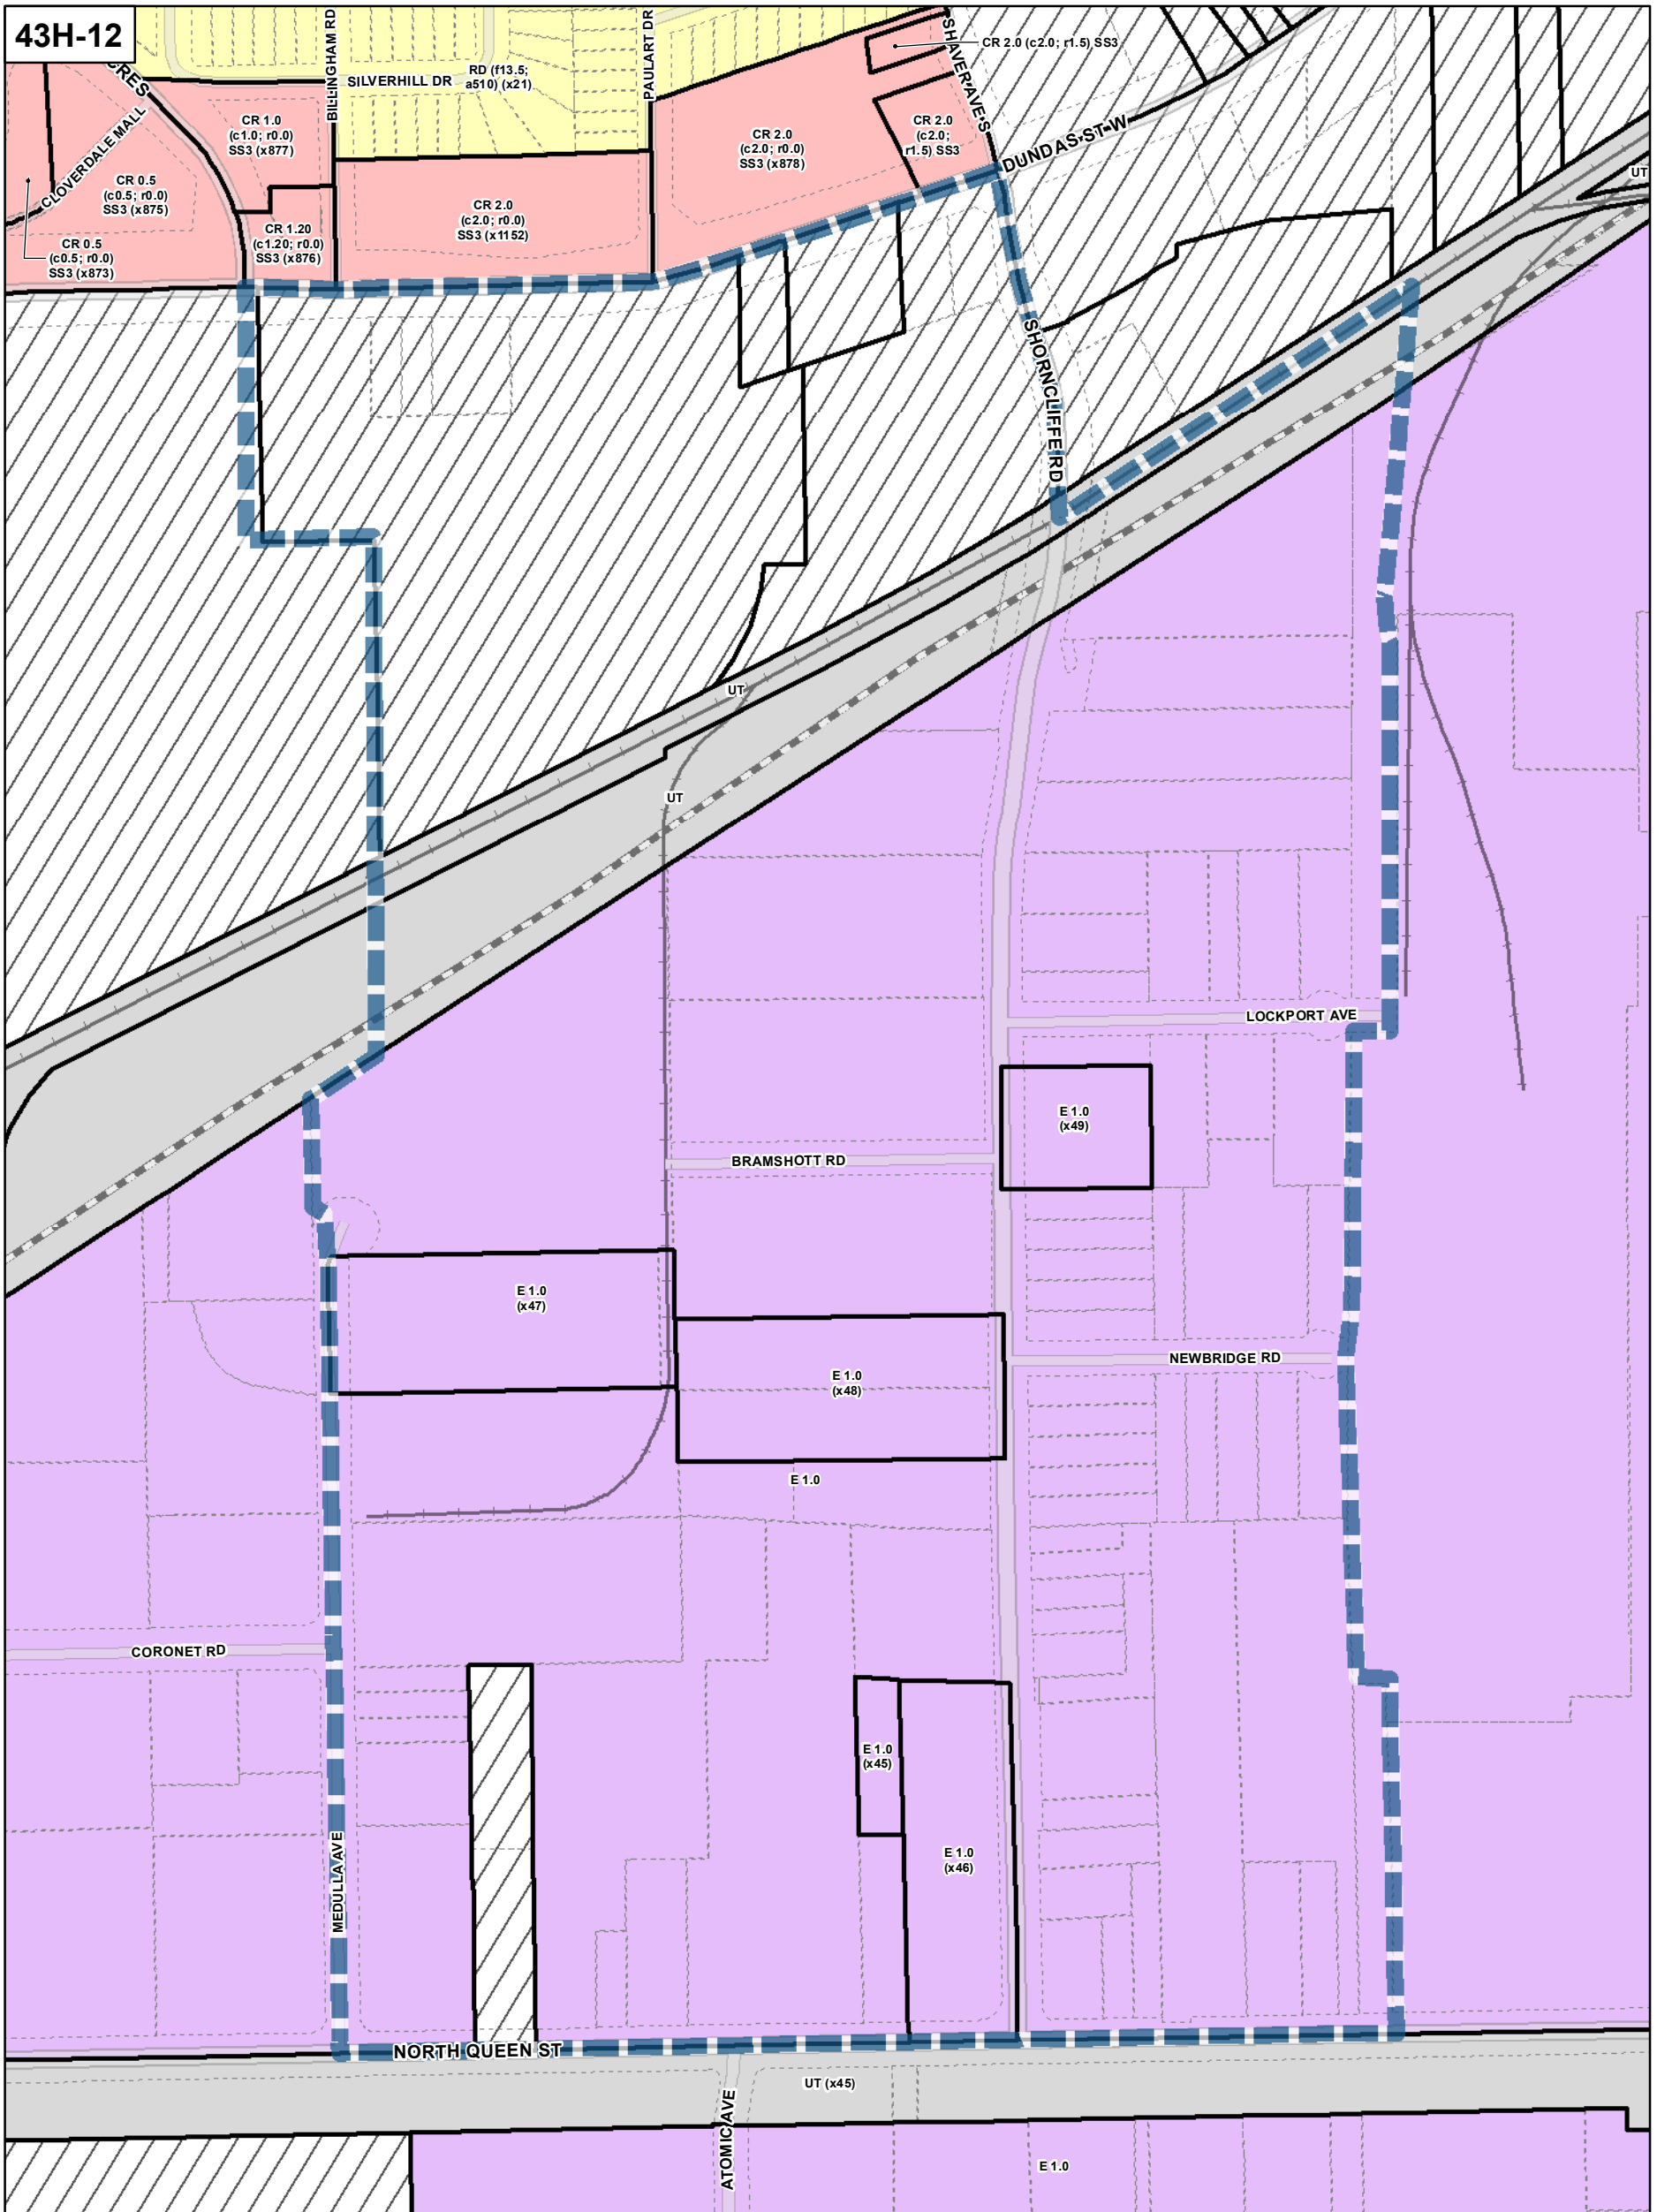 43H-12
CRES
CLOVERDALE MALL
BILLINGHAM RD
SILVERHILL DR
RD (f13.5;
a510) (x21)
PAULART DR
SHAVER AVE S
CR 2.0 (c2.0; r1.5) SS3
DUNDAS ST W
CR 1.0
(c1.0; r0.0)
SS3 (x877)
CR 2.0
(c2.0; r0.0)
SS3 (x878)
CR 2.0
(c2.0;
r1.5) SS3
CR 0.5
(c0.5; r0.0)
SS3 (x875)
CR 2.0
(c2.0; r0.0)
SS3 (x1152)
CR 1.20
(c1.20; r0.0)
SS3 (x876)
CR 0.5
(c0.5; r0.0)
SS3 (x873)
UT
SHORNCLIFFE RD
UT
UT
LOCKPORT AVE
E 1.0
(x49)
BRAMSHOTT RD
E 1.0
(x47)
NEWBRIDGE RD
E 1.0
(x48)
E 1.0
CORONET RD
E 1.0
(x45)
MEDULLA AVE
E 1.0
(x46)
NORTH QUEEN ST
UT (x45)
ATOMIC AVE
E 1.0